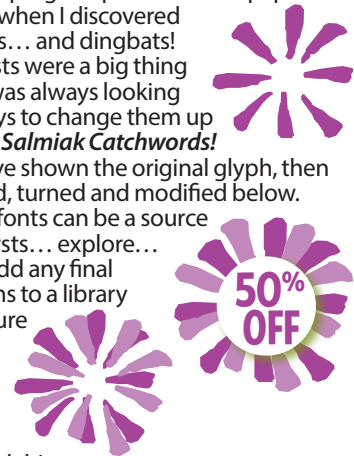 when I discovered
s… and dingbats!
sts were a big thing
was always looking
ys to change them up
Salmiak Catchwords!
ve shown the original glyph, then
d, turned and modified below.
fonts can be a source
rsts… explore…
dd any final
ns to a library
ure
50%
OFF